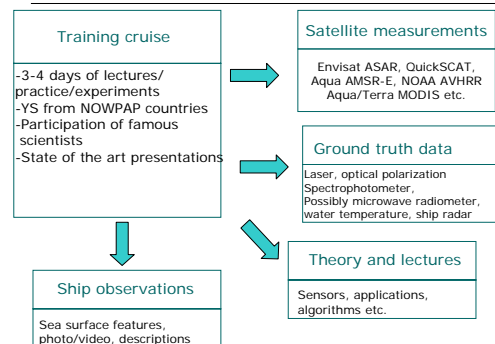 Training cruise
-3-4 days of lectures/
practice/experiments
-YS from NOWPAP countries
-Participation of famous
scientists
-State of the art presentations
Satellite measurements
Envisat ASAR, QuickSCAT,
Aqua AMSR-E, NOAA AVHRR
Aqua/Terra MODIS etc.
Ground truth data
Laser, optical polarization
Spectrophotometer,
Possibly microwave radiometer,
water temperature, ship radar
Theory and lectures
Sensors, applications,
algorithms etc.
Ship observations
Sea surface features,
photo/video, descriptions